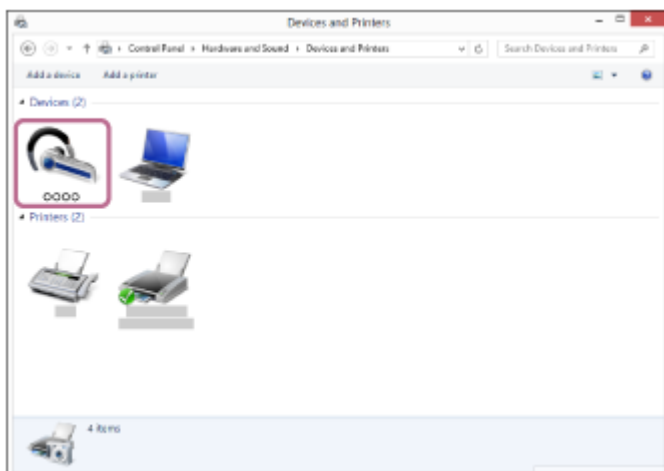 Devices and Printers
Control Panel › Hardware and Sound › Devices and Printers
Search Devices and Printers
Add a device Add a printer
Devices (2)
○○○○
Printers (2)
4 items